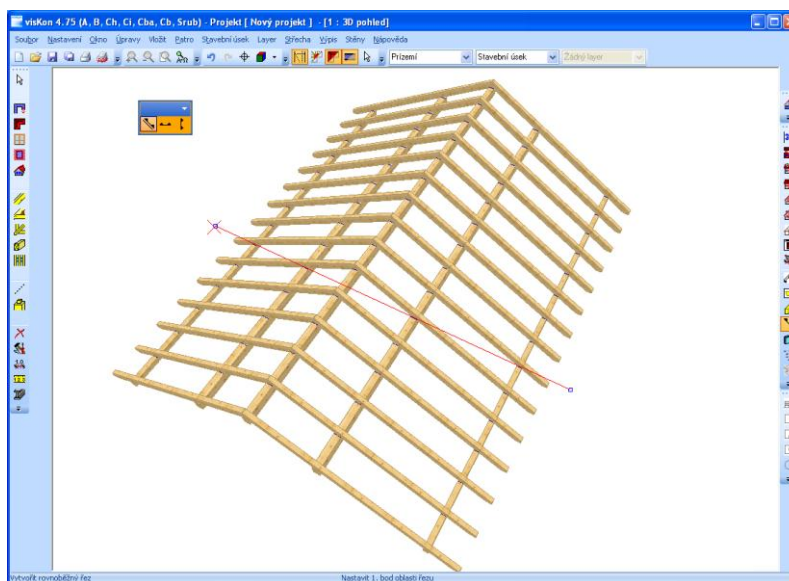 visKon 4.75 (A, B, Ch, Ci, Cba, Cb, Srub) - Projekt [ Nový projekt ] - [1 : 3D pohled]
Soubor Nastavení Okno Úpravy Vložit Patro Stavební úsek Layer Střecha Výpis Stěny Nápověda
Prízemí Stavební úsek Žádný layer
Vytvořit rovnoběžný řez Nastavit 1. bod oblasti řezu